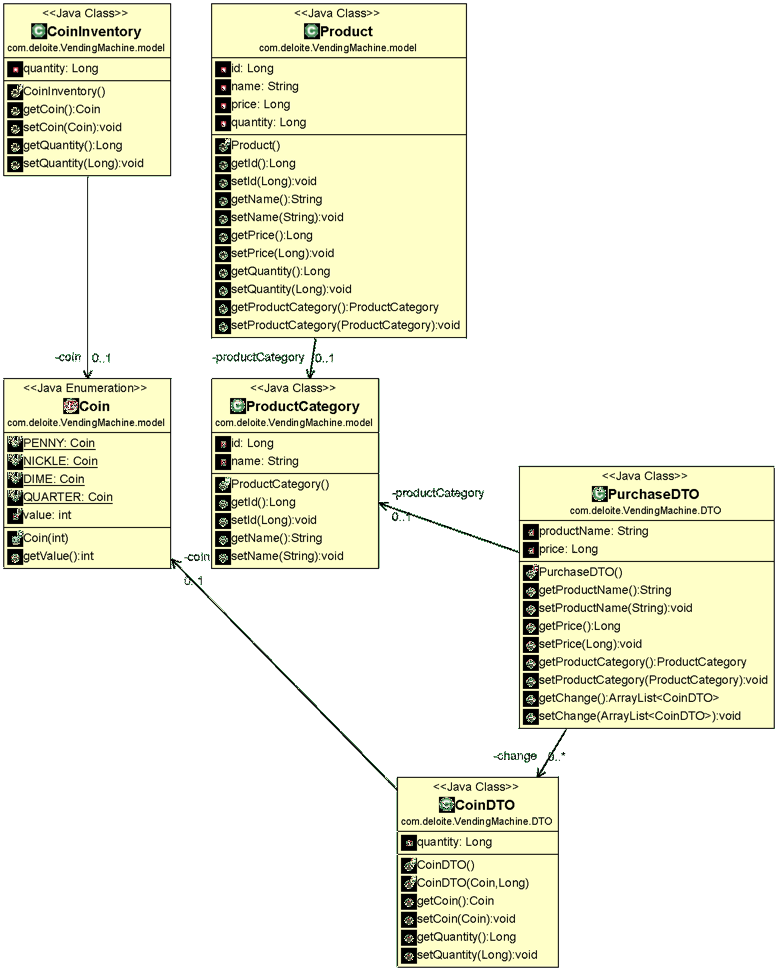 <<Java Class>>
CoinInventory
com.deloite.VendingMachine.model
quantity: Long
CoinInventory()
getCoin():Coin
setCoin(Coin):void
getQuantity():Long
setQuantity(Long):void
<<Java Class>>
Product
com.deloite.VendingMachine.model
id: Long
name: String
price: Long
quantity: Long
Product()
getId():Long
setId(Long):void
getName():String
setName(String):void
getPrice():Long
setPrice(Long):void
getQuantity():Long
setQuantity(Long):void
getProductCategory():ProductCategory
setProductCategory(ProductCategory):void
-coin 0..1
-productCategory 0..1
<<Java Enumeration>>
Coin
com.deloite.VendingMachine.model
PENNY: Coin
NICKLE: Coin
DIME: Coin
QUARTER: Coin
value: int
Coin(int)
getValue():int
<<Java Class>>
ProductCategory
com.deloite.VendingMachine.model
id: Long
name: String
ProductCategory()
getId():Long
setId(Long):void
getName():String
setName(String):void
-productCategory
0..1
-coin
0..1
<<Java Class>>
PurchaseDTO
com.deloite.VendingMachine.DTO
productName: String
price: Long
PurchaseDTO()
getProductName():String
setProductName(String):void
getPrice():Long
setPrice(Long):void
getProductCategory():ProductCategory
setProductCategory(ProductCategory):void
getChange():ArrayList<CoinDTO>
setChange(ArrayList<CoinDTO>):void
-change 0..*
<<Java Class>>
CoinDTO
com.deloite.VendingMachine.DTO
quantity: Long
CoinDTO()
CoinDTO(Coin,Long)
getCoin():Coin
setCoin(Coin):void
getQuantity():Long
setQuantity(Long):void